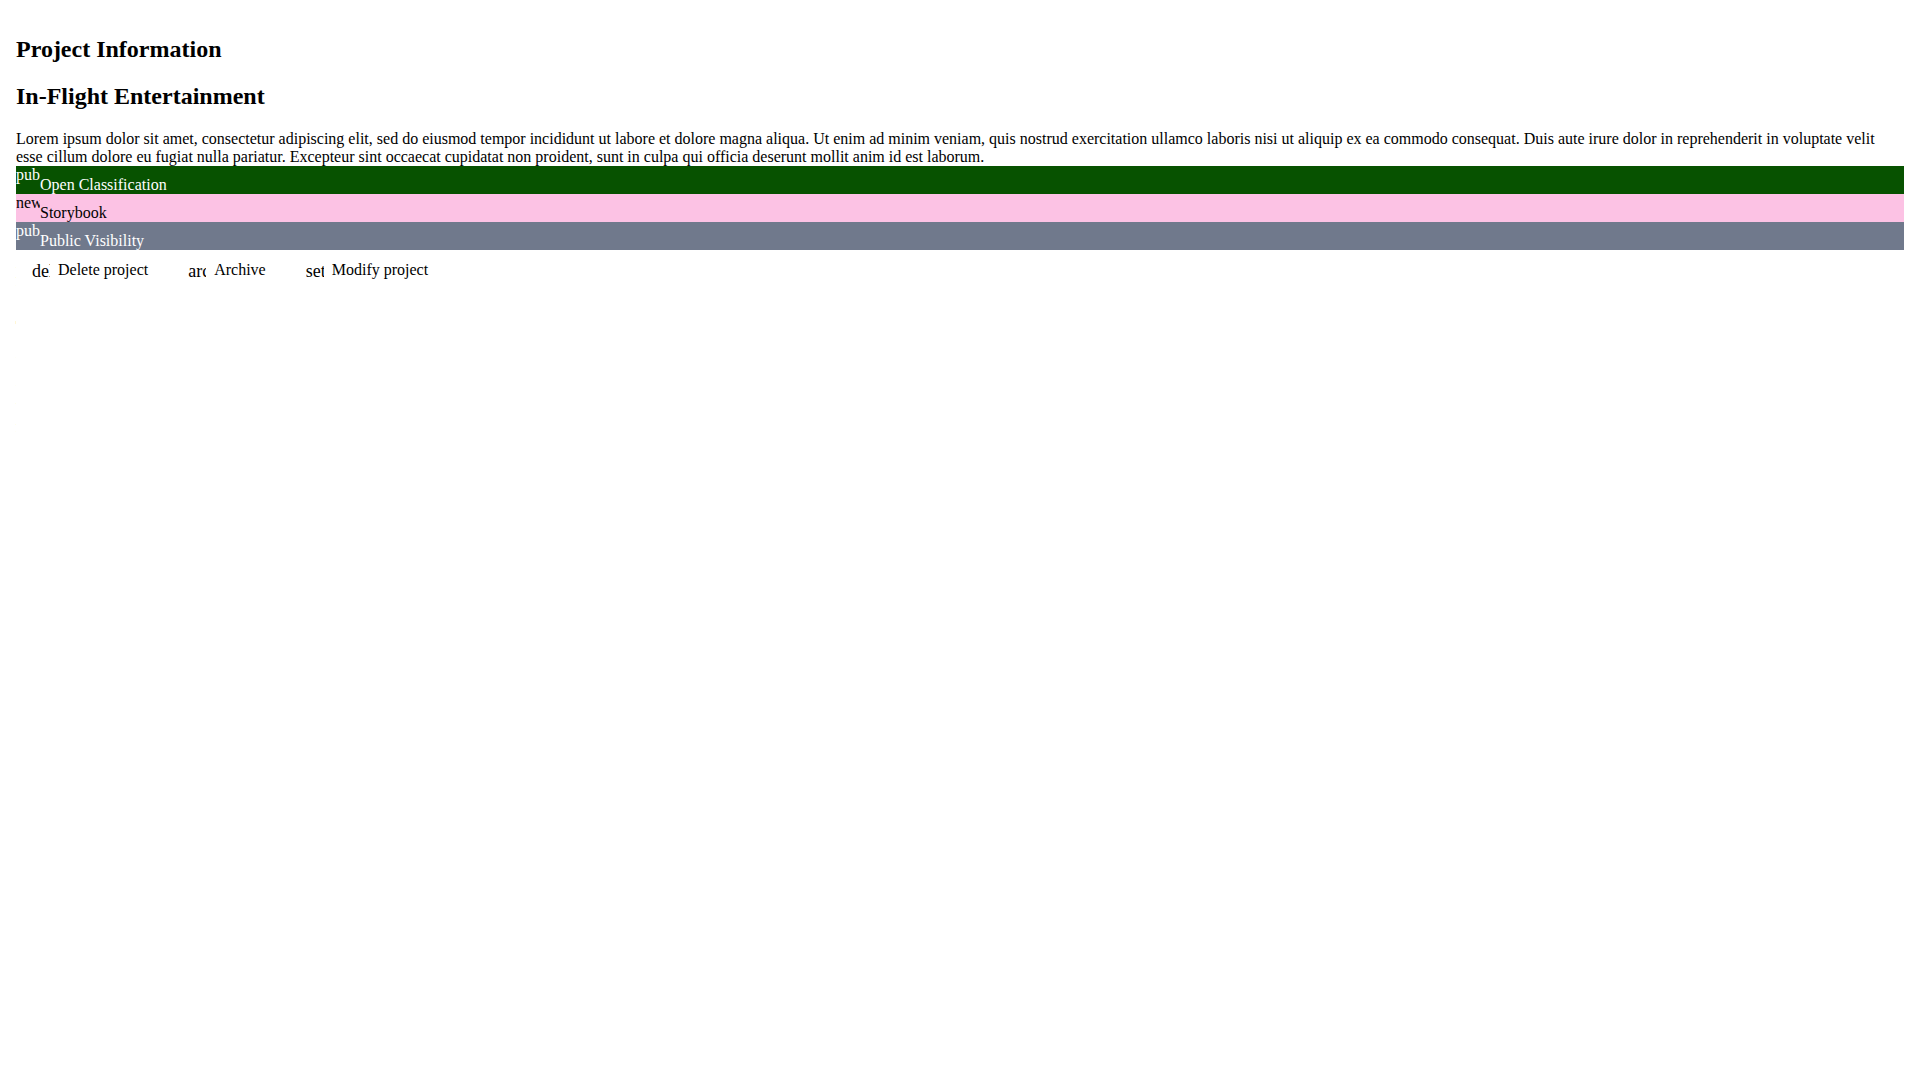 Project Information
In-Flight Entertainment
Lorem ipsum dolor sit amet, consectetur adipiscing elit, sed do eiusmod tempor incididunt ut labore et dolore magna aliqua. Ut enim ad minim veniam, quis nostrud exercitation ullamco laboris nisi ut aliquip ex ea commodo consequat. Duis aute irure dolor in reprehenderit in voluptate velit
esse cillum dolore eu fugiat nulla pariatur. Excepteur sint occaecat cupidatat non proident, sunt in culpa qui officia deserunt mollit anim id est laborum.
pub Open Classification
new Storybook
pub Public Visibility
de Delete project arc Archive set Modify project